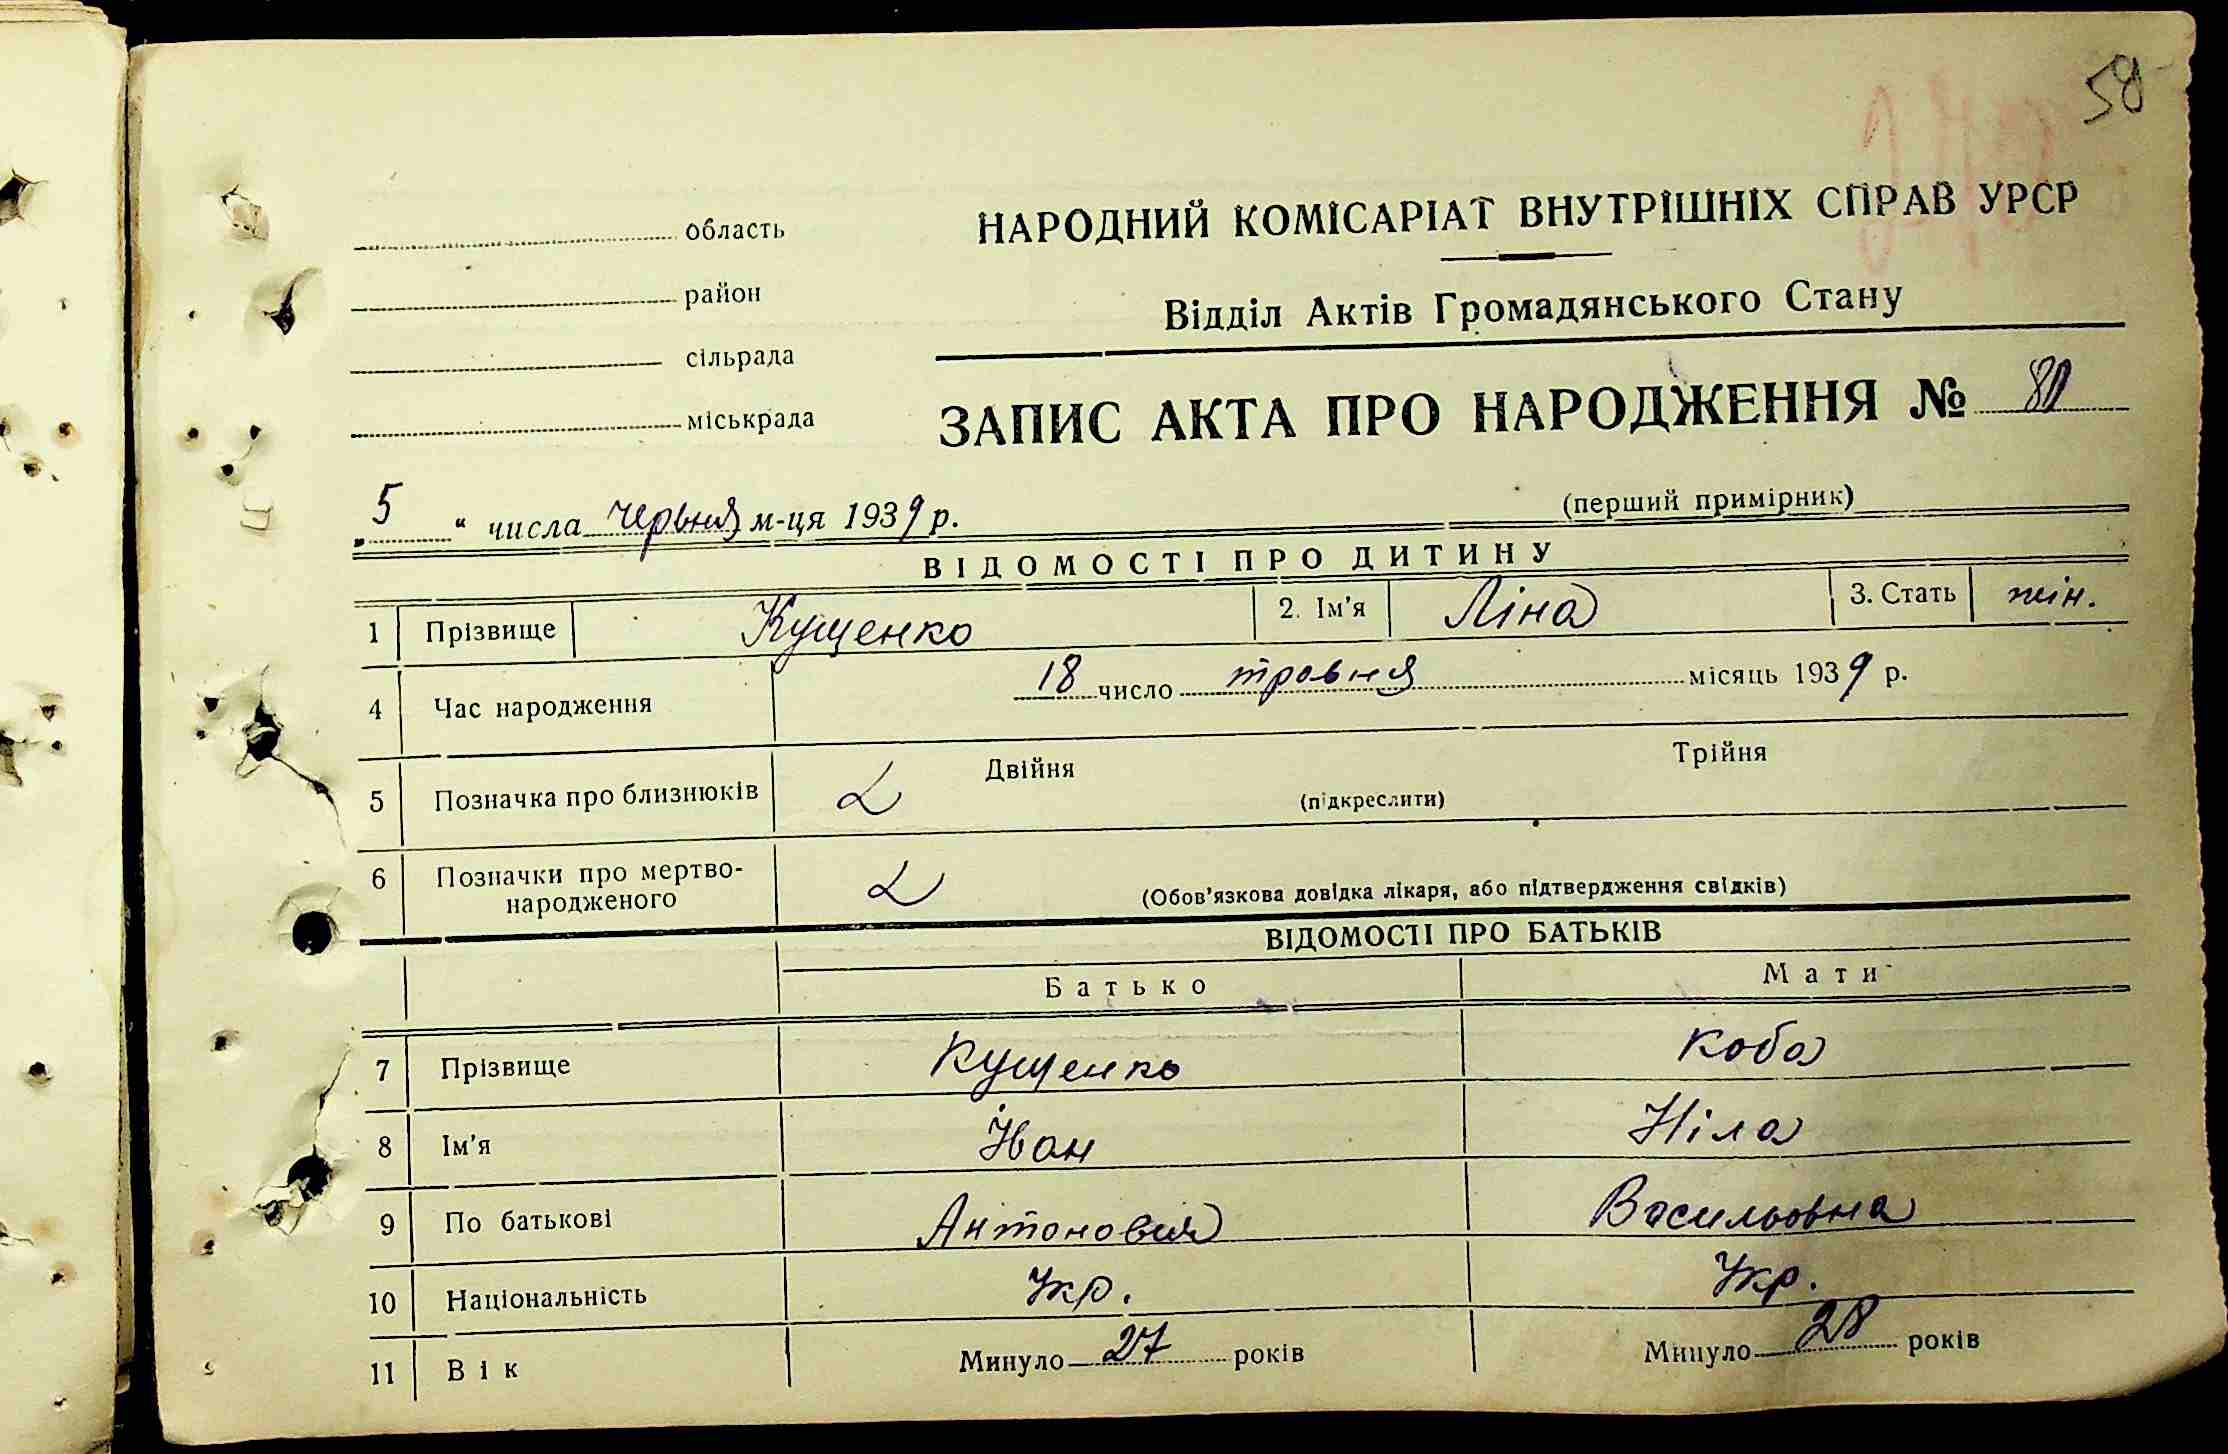 58
область
НАРОДНИЙ КОМІСАРІАТ ВНУТРІШНІХ СПРАВ УРСР
район
Відділ Актів Громадянського Стану
сільрада
міськрада
ЗАПИС АКТА ПРО НАРОДЖЕННЯ № 80
(перший примірник)
„5“ числа червня м-ця 1939 р.
ВІДОМОСТІ ПРО ДИТИНУ
1 Прізвище Кущенко 2. Ім'я Ліна 3. Стать жін.
4 Час народження 18 число травня місяць 1939 р.
5 Позначка про близнюків Двійня Трійня
(підкреслити)
6 Позначки про мертво-
народженого (Обов'язкова довідка лікаря, або підтвердження свідків)
ВІДОМОСТІ ПРО БАТЬКІВ
Батько Мати
7 Прізвище Кущенко Коба
8 Ім'я Іван Ніла
9 По батькові Антонович Васильовна
10 Національність Укр. Укр.
11 Вік Минуло 27 років Минуло 28 років